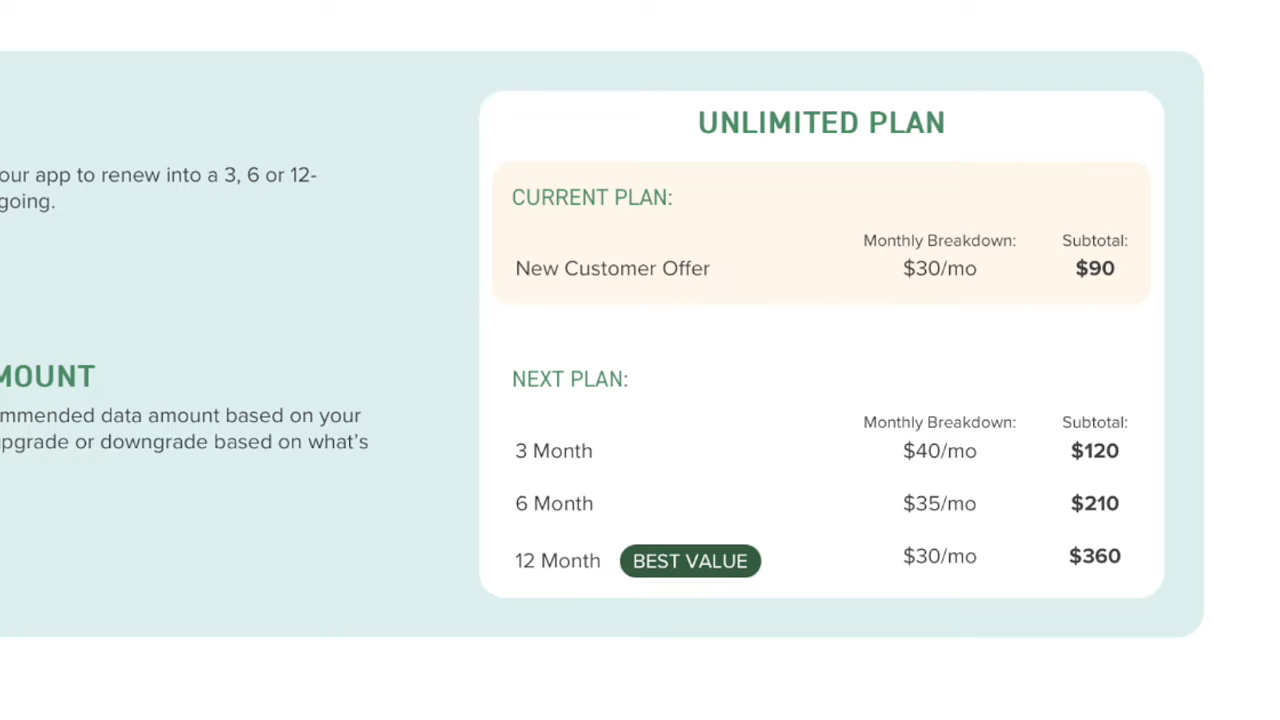 our app to renew into a 3, 6 or 12-
going.
MOUNT
mmended data amount based on your
upgrade or downgrade based on what's
UNLIMITED PLAN
CURRENT PLAN:
Monthly Breakdown: Subtotal:
New Customer Offer $30/mo $90
NEXT PLAN:
Monthly Breakdown: Subtotal:
3 Month $40/mo $120
6 Month $35/mo $210
12 Month BEST VALUE $30/mo $360